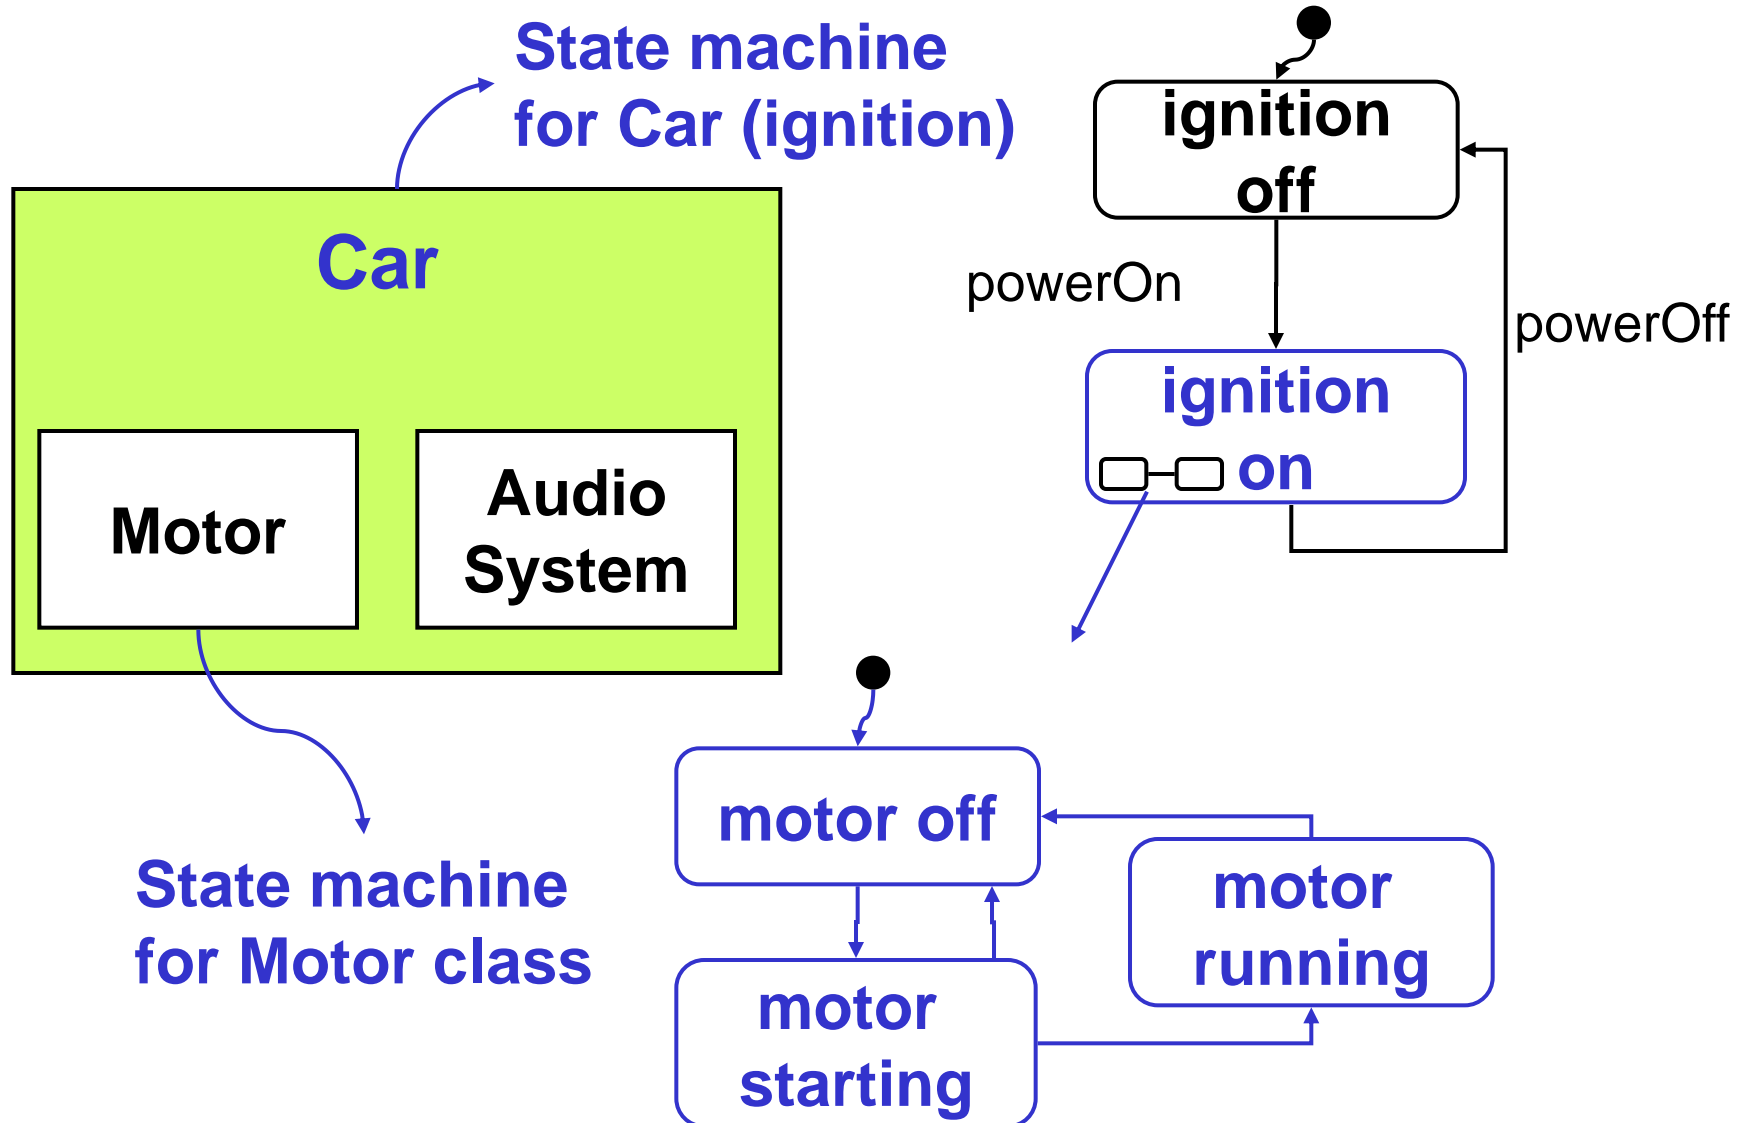 State machine
for Car (ignition)
ignition
off
Car
powerOn
powerOff
ignition
on
Motor
Audio
System
motor off
State machine
for Motor class
motor
running
motor
starting